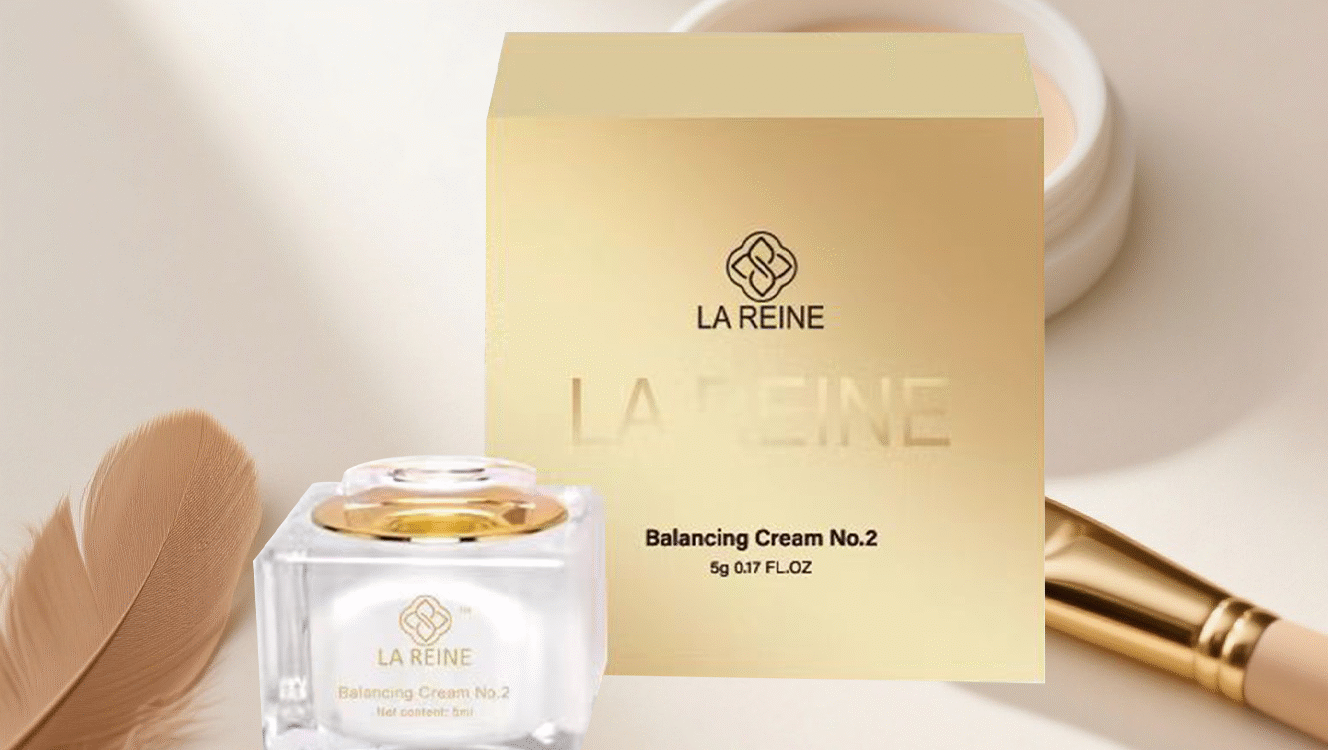 LA REINE
LA REINE
Balancing Cream No.2
5g 0.17 FL.OZ
TM
LA REINE
Balancing Cream No.2
Net content: 5ml